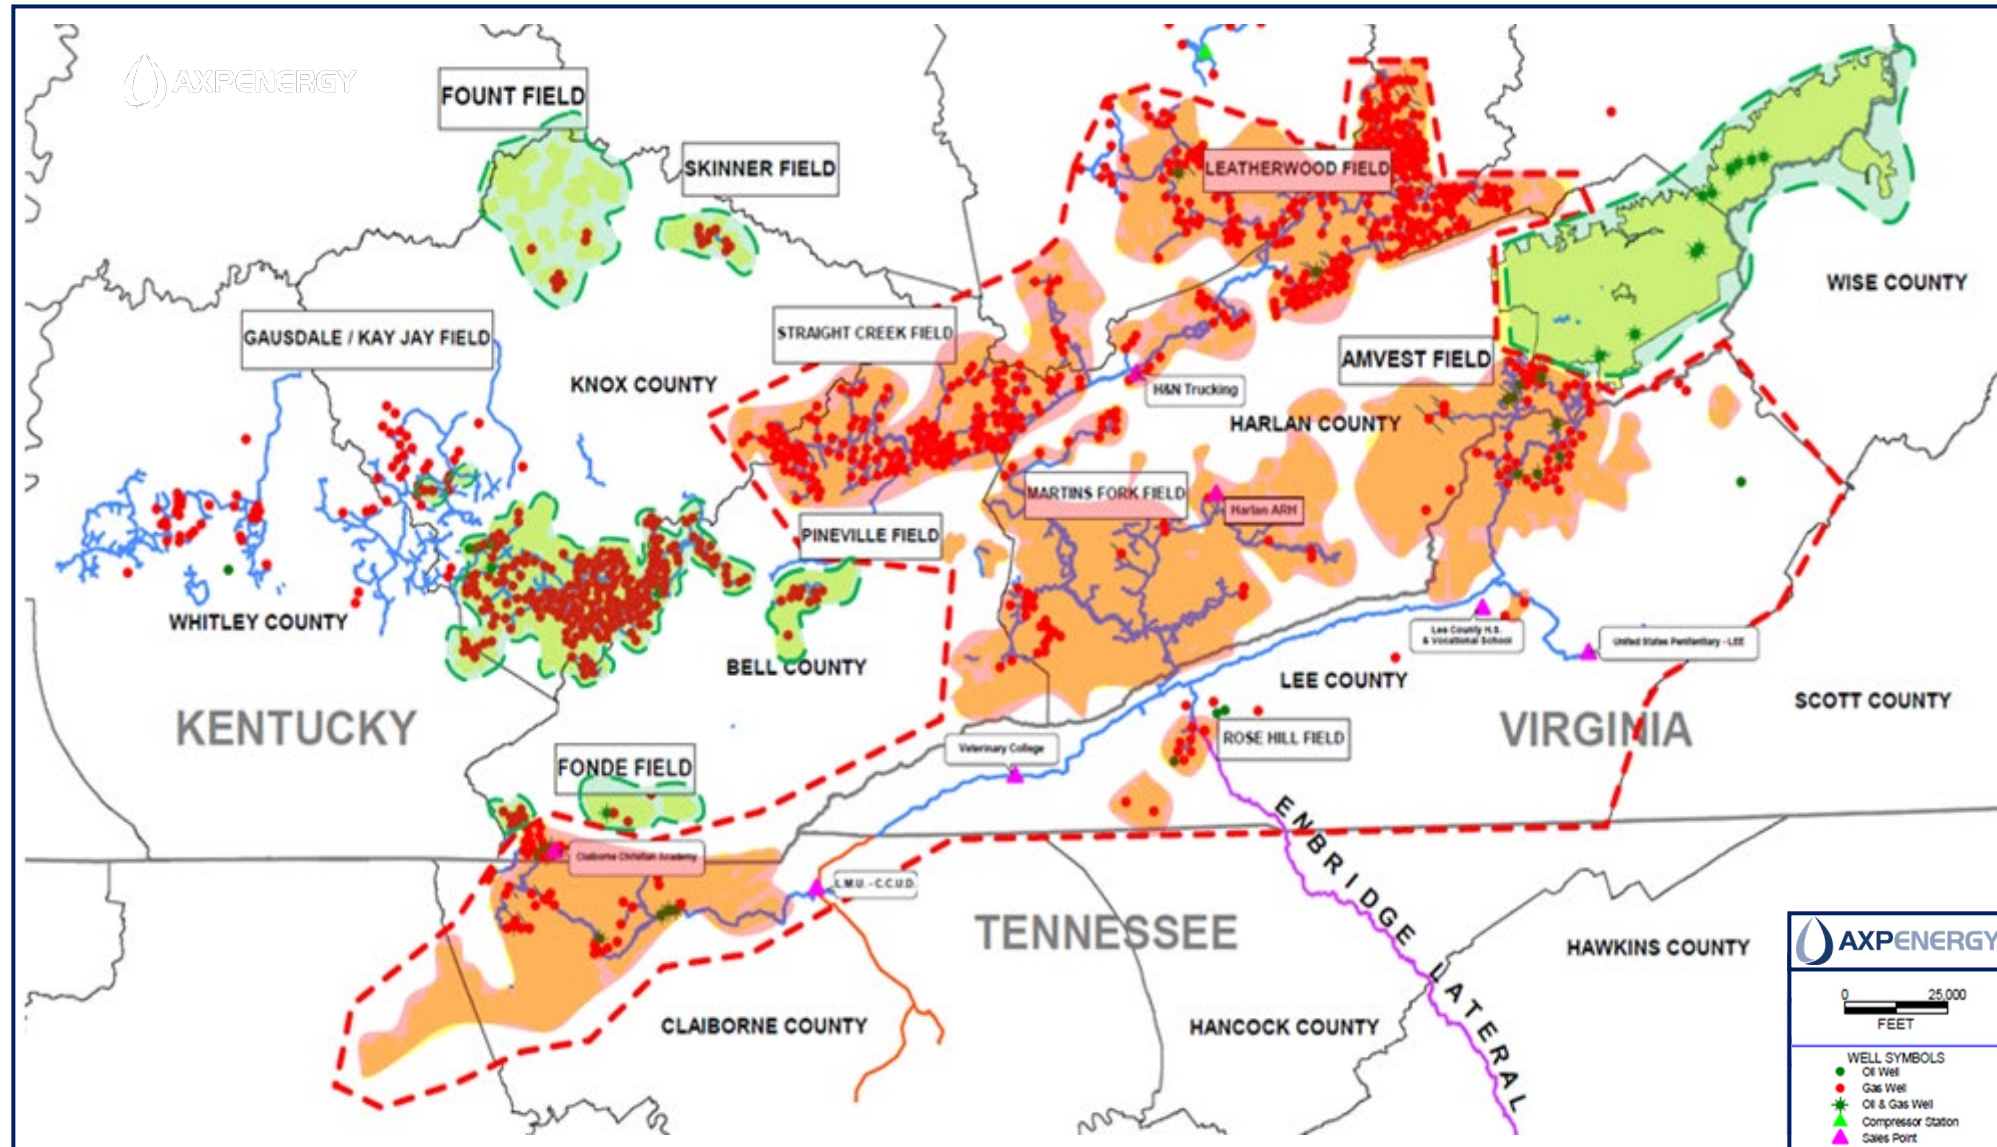 AXPENERGY
FOUNT FIELD
SKINNER FIELD
LEATHERWOOD FIELD
WISE COUNTY
GAUSDALE / KAY JAY FIELD
STRAIGHT CREEK FIELD
KNOX COUNTY
AMVEST FIELD
H&N Trucking
HARLAN COUNTY
MARTINS FORK FIELD
Harlan ARH
PINEVILLE FIELD
WHITLEY COUNTY
BELL COUNTY
Lee County H.S.
& Vocational School
United States Penitentiary - LEE
LEE COUNTY
SCOTT COUNTY
KENTUCKY
VIRGINIA
ROSE HILL FIELD
Veterinary College
FONDE FIELD
ENBRIDGE LATERAL
Claiborne Christian Academy
L.M.U. - C.C.U.D.
TENNESSEE
HAWKINS COUNTY
CLAIBORNE COUNTY
HANCOCK COUNTY
AXPENERGY
0 25,000
FEET
WELL SYMBOLS
Oil Well
Gas Well
Oil & Gas Well
Compressor Station
Sales Point